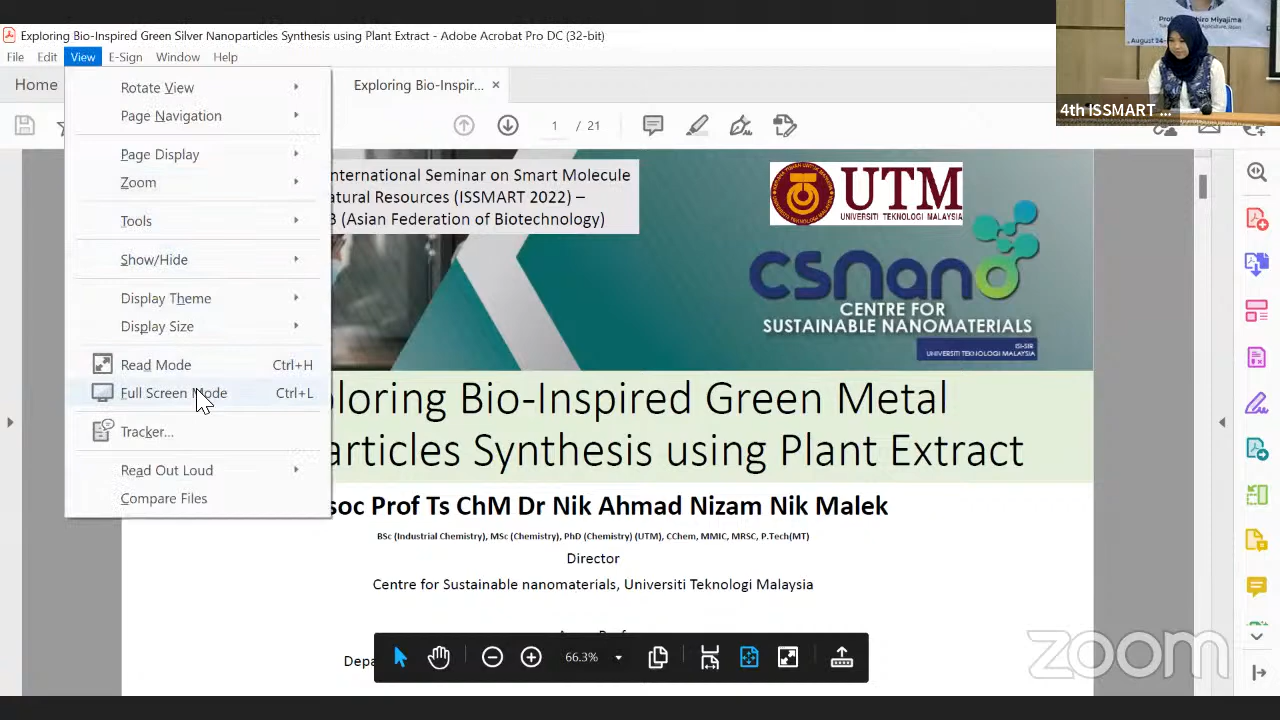 Exploring Bio-Inspired Green Silver Nanoparticles Synthesis using Plant Extract - Adobe Acrobat Pro DC (32-bit)
File Edit View E-Sign Window Help
Home
Exploring Bio-Inspir... ×
1 / 21
Rotate View
Page Navigation
Page Display
Zoom
Tools
Show/Hide
Display Theme
Display Size
Read Mode Ctrl+H
Full Screen Mode Ctrl+L
Tracker...
Read Out Loud
Compare Files
nternational Seminar on Smart Molecule
atural Resources (ISSMART 2022) –
B (Asian Federation of Biotechnology)
UTM
UNIVERSITI TEKNOLOGI MALAYSIA
CSNano
CENTRE FOR
SUSTAINABLE NANOMATERIALS
ISI-SIR
UNIVERSITI TEKNOLOGI MALAYSIA
ploring Bio-Inspired Green Metal
articles Synthesis using Plant Extract
soc Prof Ts ChM Dr Nik Ahmad Nizam Nik Malek
BSc (Industrial Chemistry), MSc (Chemistry), PhD (Chemistry) (UTM), CChem, MMIC, MRSC, P.Tech(MT)
Director
Centre for Sustainable nanomaterials, Universiti Teknologi Malaysia
Depa
66.3%
4th ISSMART ...
zoom